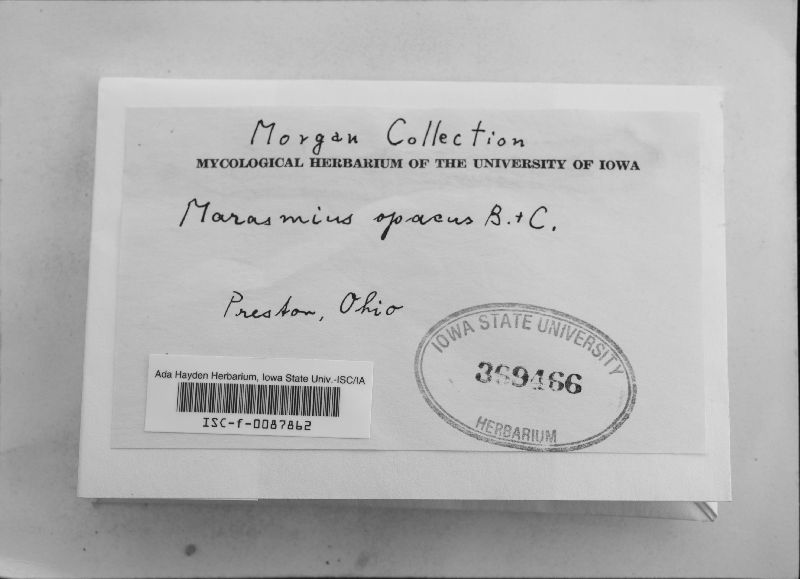 Morgan Collection
MYCOLOGICAL HERBARIUM OF THE UNIVERSITY OF IOWA
Marasmius opacus B. + C.
Preston, Ohio
IOWA STATE UNIVERSITY
369466
HERBARIUM
Ada Hayden Herbarium, Iowa State Univ.-ISC/IA
ISC-f-0087862